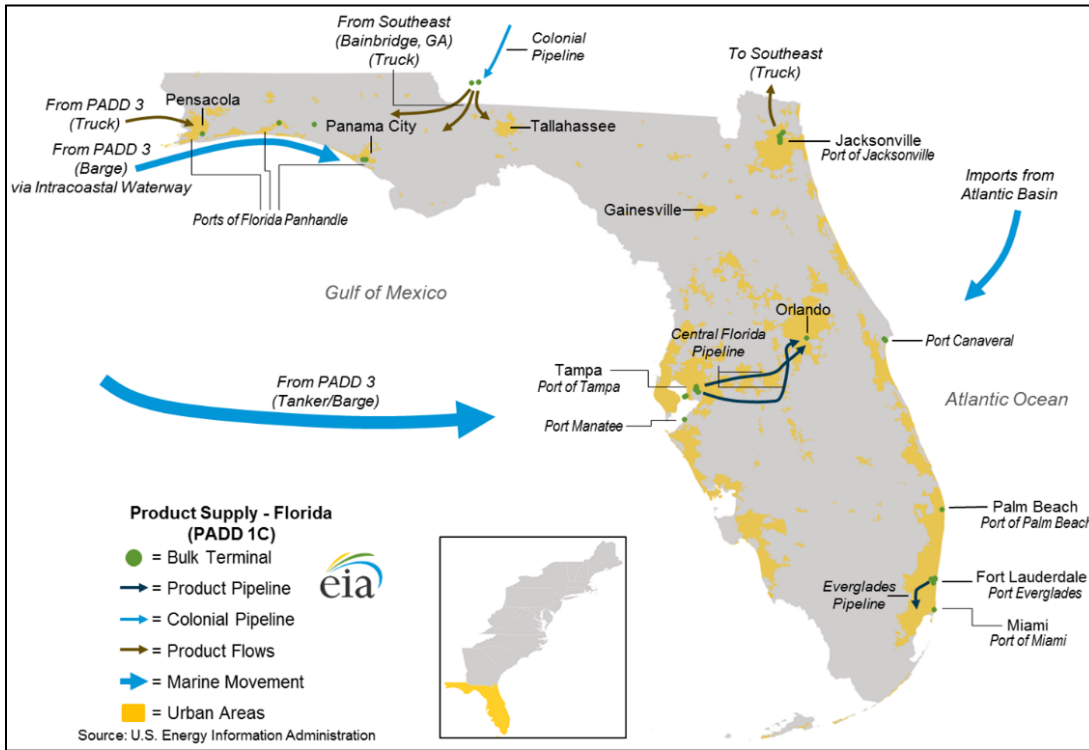 From Southeast
(Bainbridge, GA)
(Truck)
Colonial
Pipeline
To Southeast
(Truck)
From PADD 3
(Truck)
Pensacola
Panama City
Tallahassee
Jacksonville
Port of Jacksonville
From PADD 3
(Barge)
via Intracoastal Waterway
Ports of Florida Panhandle
Imports from
Atlantic Basin
Gainesville
Gulf of Mexico
Orlando
Central Florida
Pipeline
Port Canaveral
From PADD 3
(Tanker/Barge)
Tampa
Port of Tampa
Port Manatee
Atlantic Ocean
Palm Beach
Port of Palm Beach
Everglades
Pipeline
Fort Lauderdale
Port Everglades
Miami
Port of Miami
Product Supply - Florida
(PADD 1C)
= Bulk Terminal
= Product Pipeline
= Colonial Pipeline
= Product Flows
= Marine Movement
= Urban Areas
eia
Source: U.S. Energy Information Administration